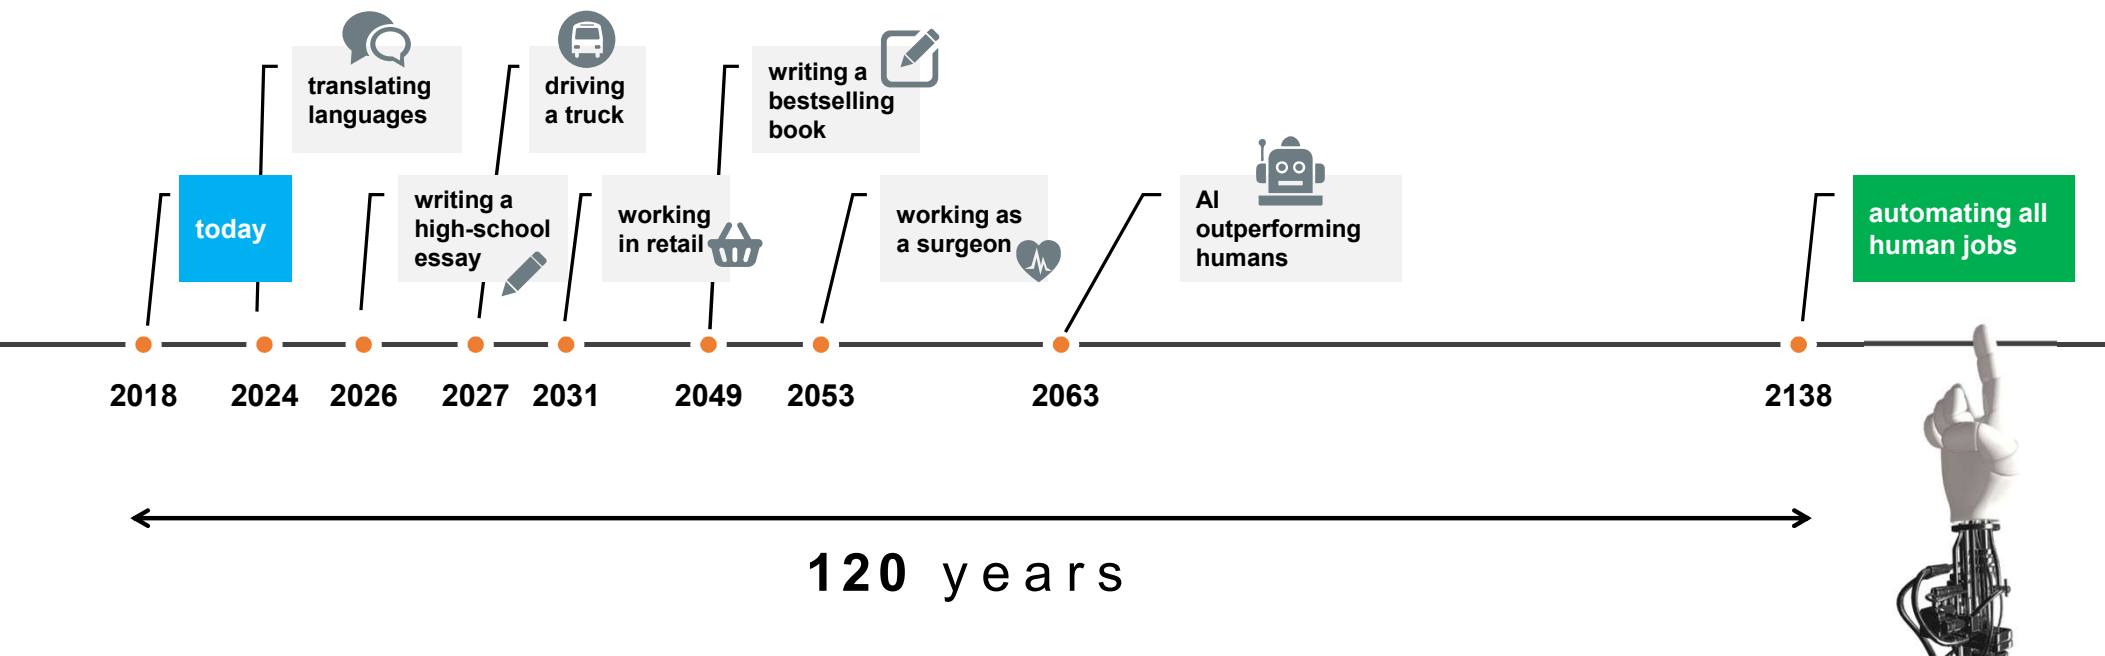 translating
languages
driving
a truck
writing a
bestselling
book
today
writing a
high-school
essay
working
in retail
working as
a surgeon
AI
outperforming
humans
automating all
human jobs
2018 2024 2026 2027 2031 2049 2053 2063 2138
120 years